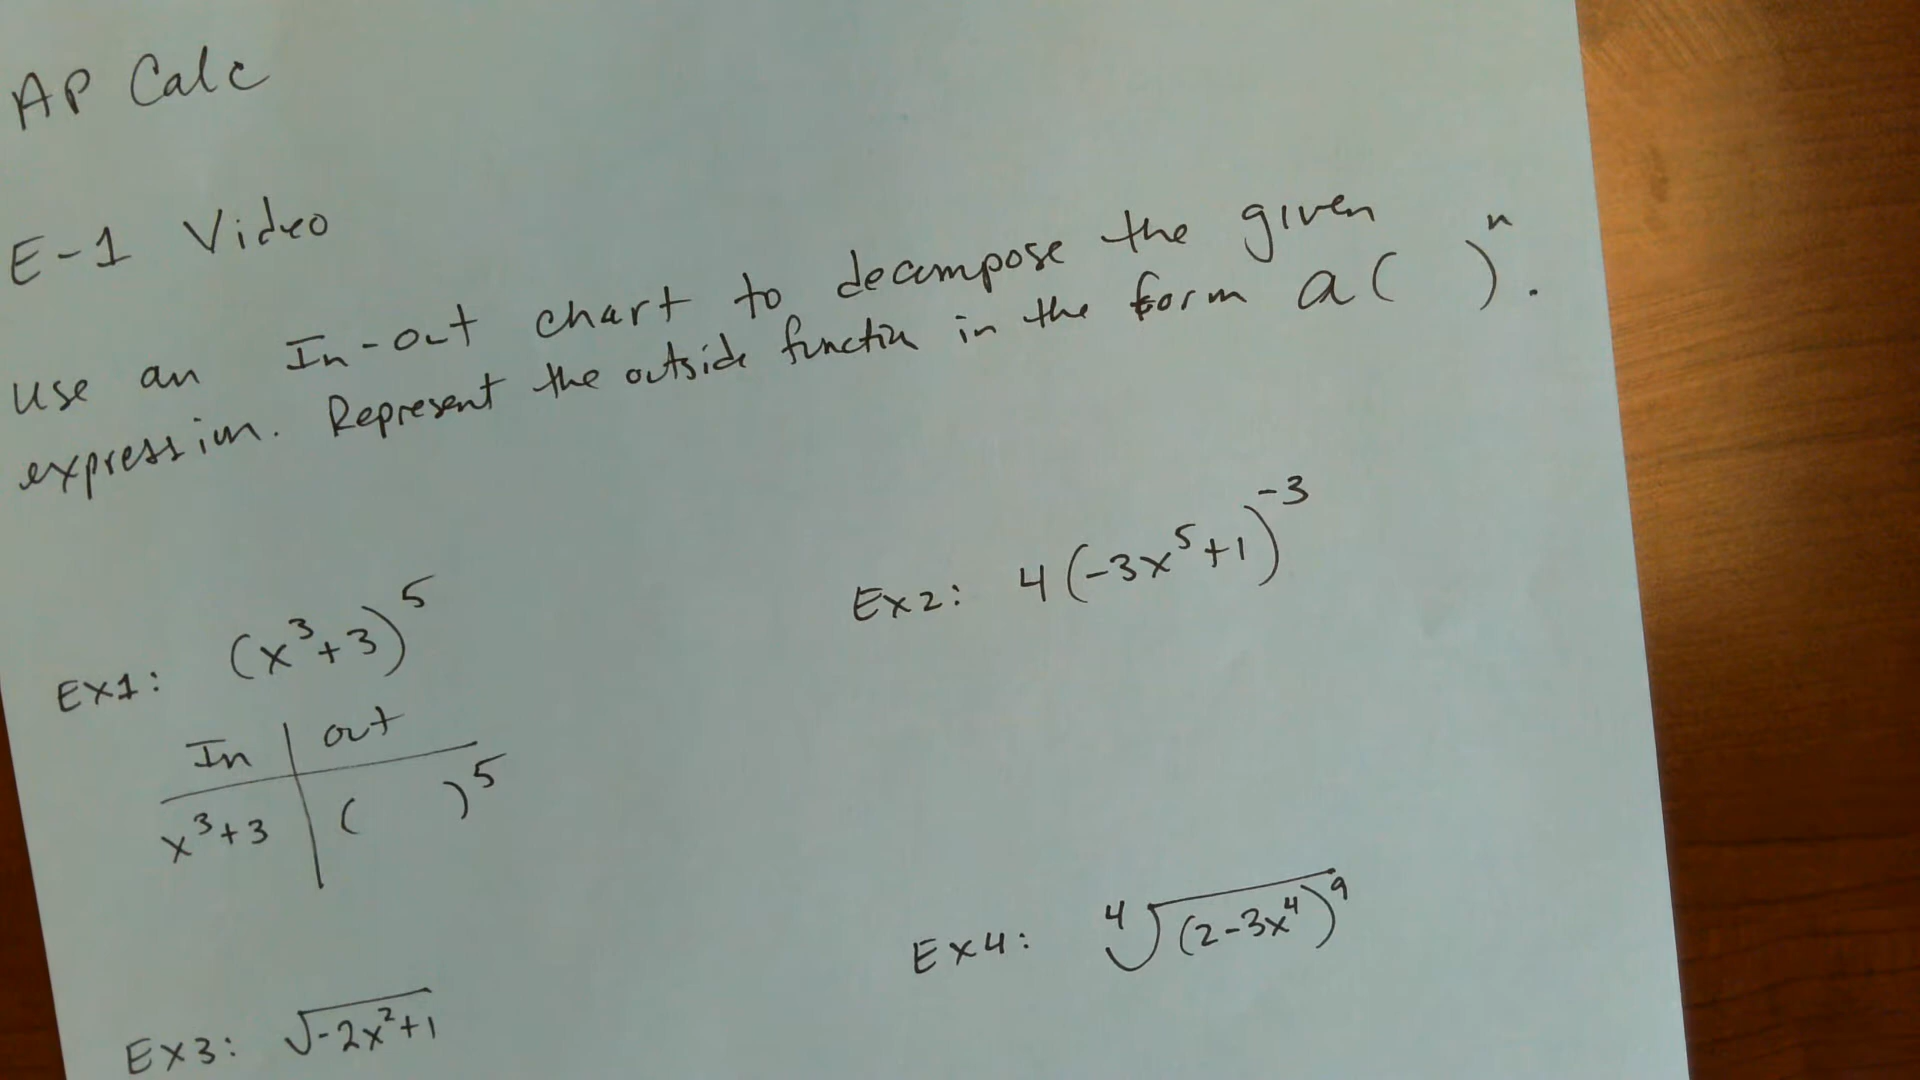 AP Calc
E-1 Video
Use an In-out chart to decompose the given
expression. Represent the outside function in the form a( )ⁿ.
Ex1: (x³+3)⁵
In | out
x³+3 | ( )⁵
Ex2: 4(-3x⁵+1)⁻³
Ex3: √(-2x²+1)
Ex4: ⁴√((2-3x⁴)⁹)